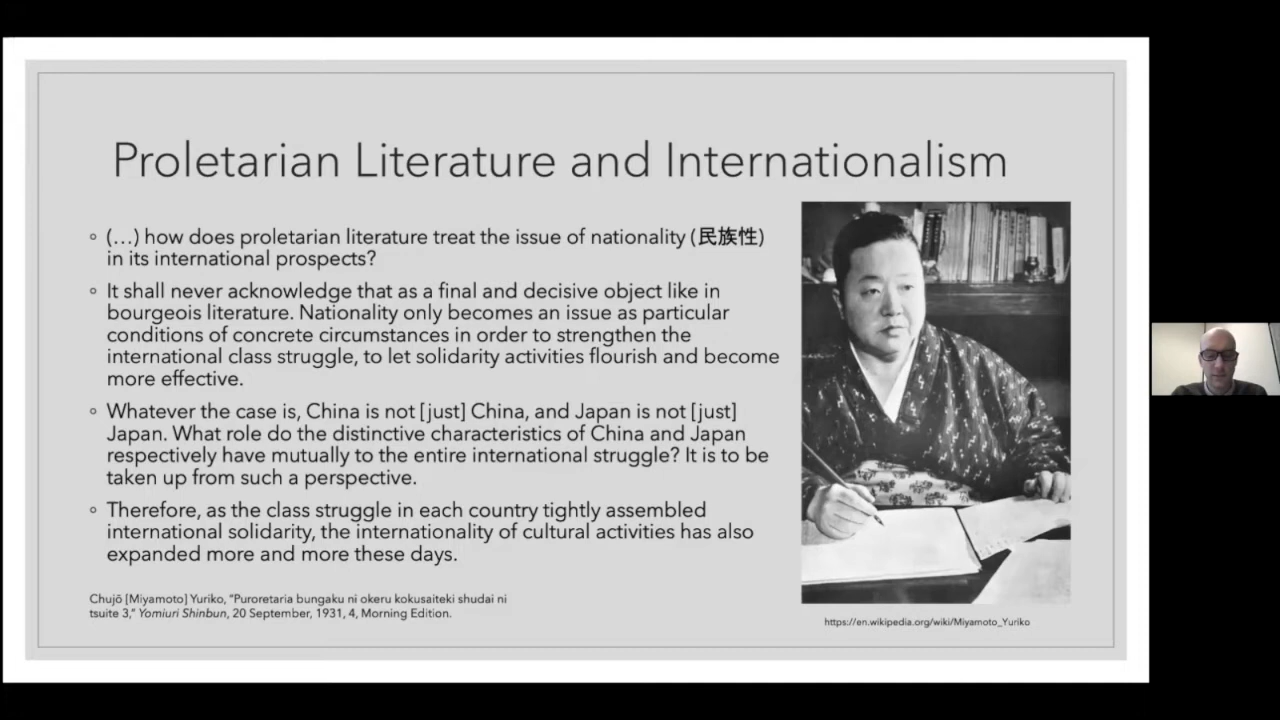 Proletarian Literature and Internationalism
◦ (…) how does proletarian literature treat the issue of nationality (民族性)
in its international prospects?
◦ It shall never acknowledge that as a final and decisive object like in
bourgeois literature. Nationality only becomes an issue as particular
conditions of concrete circumstances in order to strengthen the
international class struggle, to let solidarity activities flourish and become
more effective.
◦ Whatever the case is, China is not [just] China, and Japan is not [just]
Japan. What role do the distinctive characteristics of China and Japan
respectively have mutually to the entire international struggle? It is to be
taken up from such a perspective.
◦ Therefore, as the class struggle in each country tightly assembled
international solidarity, the internationality of cultural activities has also
expanded more and more these days.
Chujō [Miyamoto] Yuriko, “Puroretaria bungaku ni okeru kokusaiteki shudai ni
tsuite 3,” Yomiuri Shinbun, 20 September, 1931, 4, Morning Edition.
https://en.wikipedia.org/wiki/Miyamoto_Yuriko